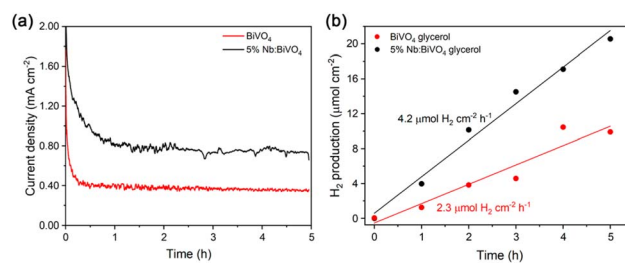 (a)
BiVO₄
5% Nb:BiVO₄
Current density (mA cm⁻²)
2.00
1.60
1.20
0.80
0.40
0.00
0 1 2 3 4 5
Time (h)
(b)
BiVO₄ glycerol
5% Nb:BiVO₄ glycerol
H₂ production (µmol cm⁻²)
20
16
12
8
4
0
4.2 µmol H₂ cm⁻² h⁻¹
2.3 µmol H₂ cm⁻² h⁻¹
0 1 2 3 4 5
Time (h)